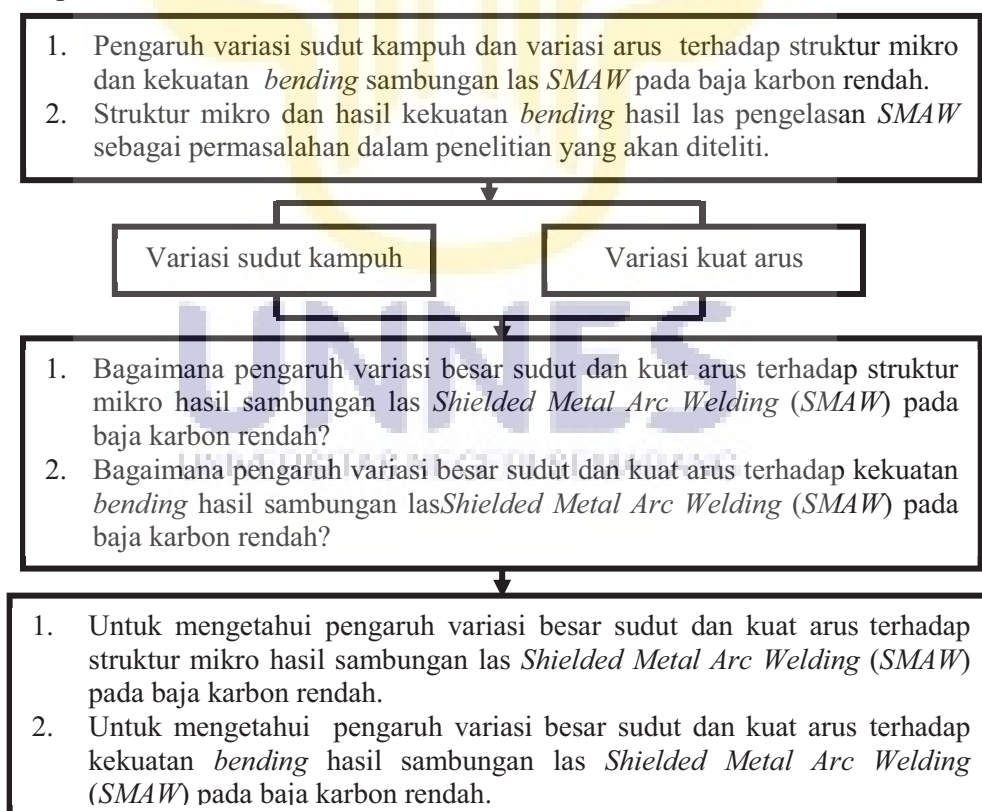 1. Pengaruh variasi sudut kampuh dan variasi arus terhadap struktur mikro
dan kekuatan bending sambungan las SMAW pada baja karbon rendah.
2. Struktur mikro dan hasil kekuatan bending hasil las pengelasan SMAW
sebagai permasalahan dalam penelitian yang akan diteliti.
Variasi sudut kampuh
Variasi kuat arus
UNNES
1. Bagaimana pengaruh variasi besar sudut dan kuat arus terhadap struktur
mikro hasil sambungan las Shielded Metal Arc Welding (SMAW) pada
baja karbon rendah?
UNIVERSITAS NEGERI SEMARANG
2. Bagaimana pengaruh variasi besar sudut dan kuat arus terhadap kekuatan
bending hasil sambungan lasShielded Metal Arc Welding (SMAW) pada
baja karbon rendah?
1. Untuk mengetahui pengaruh variasi besar sudut dan kuat arus terhadap
struktur mikro hasil sambungan las Shielded Metal Arc Welding (SMAW)
pada baja karbon rendah.
2. Untuk mengetahui pengaruh variasi besar sudut dan kuat arus terhadap
kekuatan bending hasil sambungan las Shielded Metal Arc Welding
(SMAW) pada baja karbon rendah.